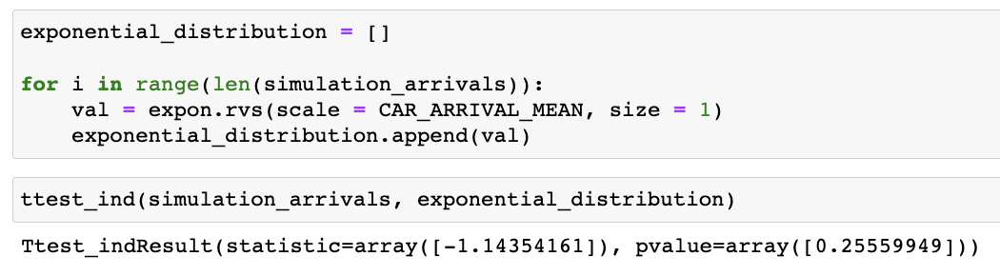 exponential_distribution = []
for i in range(len(simulation_arrivals)):
val = expon.rvs(scale = CAR_ARRIVAL_MEAN, size = 1)
exponential_distribution.append(val)
ttest_ind(simulation_arrivals, exponential_distribution)
Ttest_indResult(statistic=array([-1.14354161]), pvalue=array([0.25559949]))